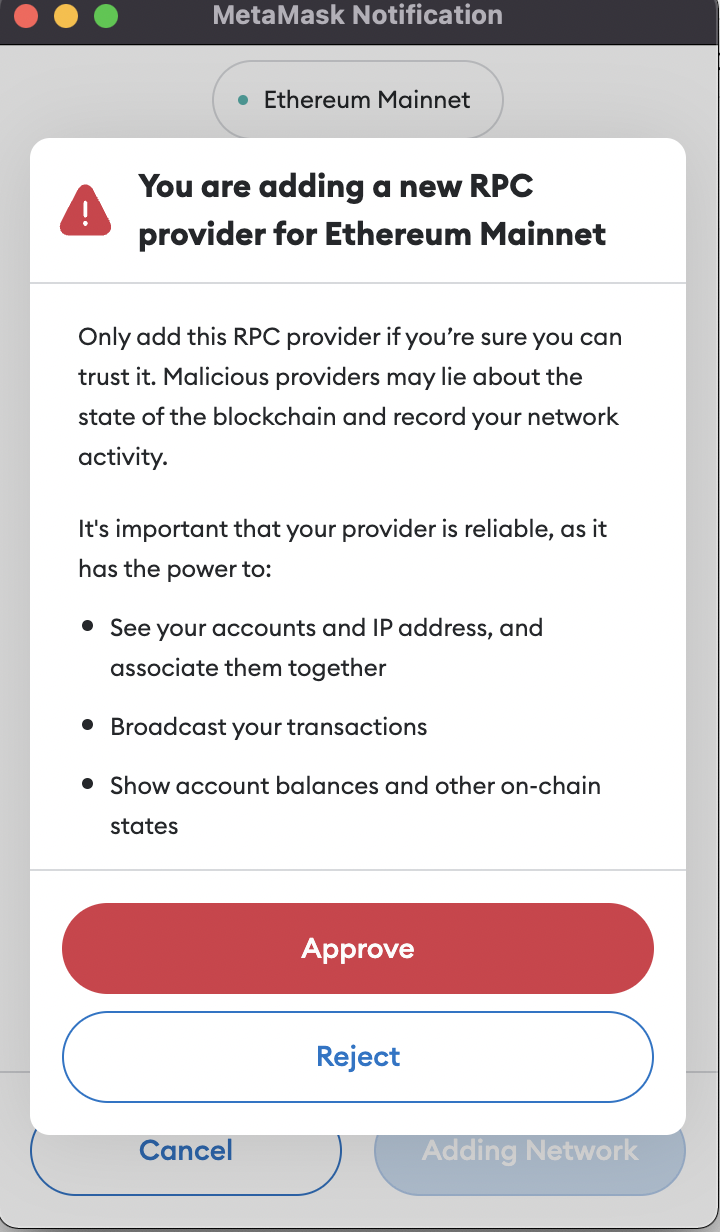 MetaMask Notification
Ethereum Mainnet
You are adding a new RPC
provider for Ethereum Mainnet
Only add this RPC provider if you’re sure you can
trust it. Malicious providers may lie about the
state of the blockchain and record your network
activity.
It's important that your provider is reliable, as it
has the power to:
• See your accounts and IP address, and
associate them together
• Broadcast your transactions
• Show account balances and other on-chain
states
Approve
Reject
Cancel
Adding Network